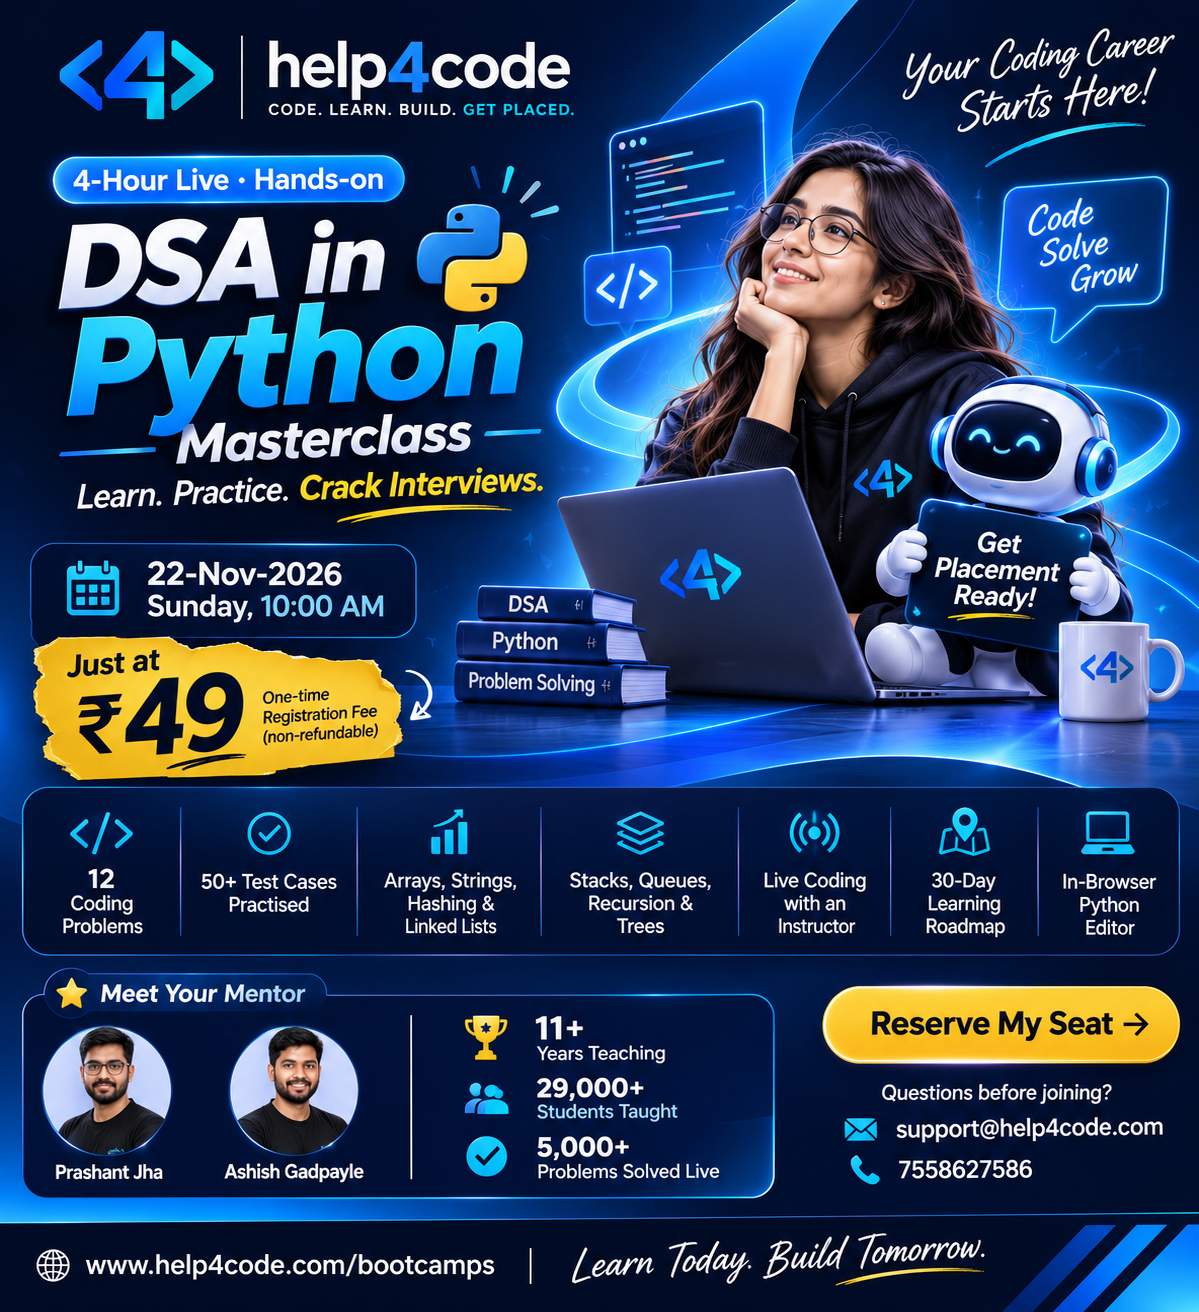 <4>
help4code
CODE. LEARN. BUILD. GET PLACED.
Your Coding Career
Starts Here!
4-Hour Live · Hands-on
DSA in
Python
Masterclass
Learn. Practice. Crack Interviews.
</>
Code
Solve
Grow
<4>
Get
Placement
Ready!
<4>
<4>
DSA
Python
Problem Solving
22-Nov-2026
Sunday, 10:00 AM
Just at
₹49
One-time
Registration Fee
(non-refundable)
</>
12
Coding
Problems
50+ Test Cases
Practised
Arrays, Strings,
Hashing &
Linked Lists
Stacks, Queues,
Recursion &
Trees
Live Coding
with an
Instructor
30-Day
Learning
Roadmap
In-Browser
Python
Editor
Meet Your Mentor
Prashant Jha
Ashish Gadpayle
11+
Years Teaching
29,000+
Students Taught
5,000+
Problems Solved Live
Reserve My Seat →
Questions before joining?
support@help4code.com
7558627586
www.help4code.com/bootcamps
Learn Today. Build Tomorrow.